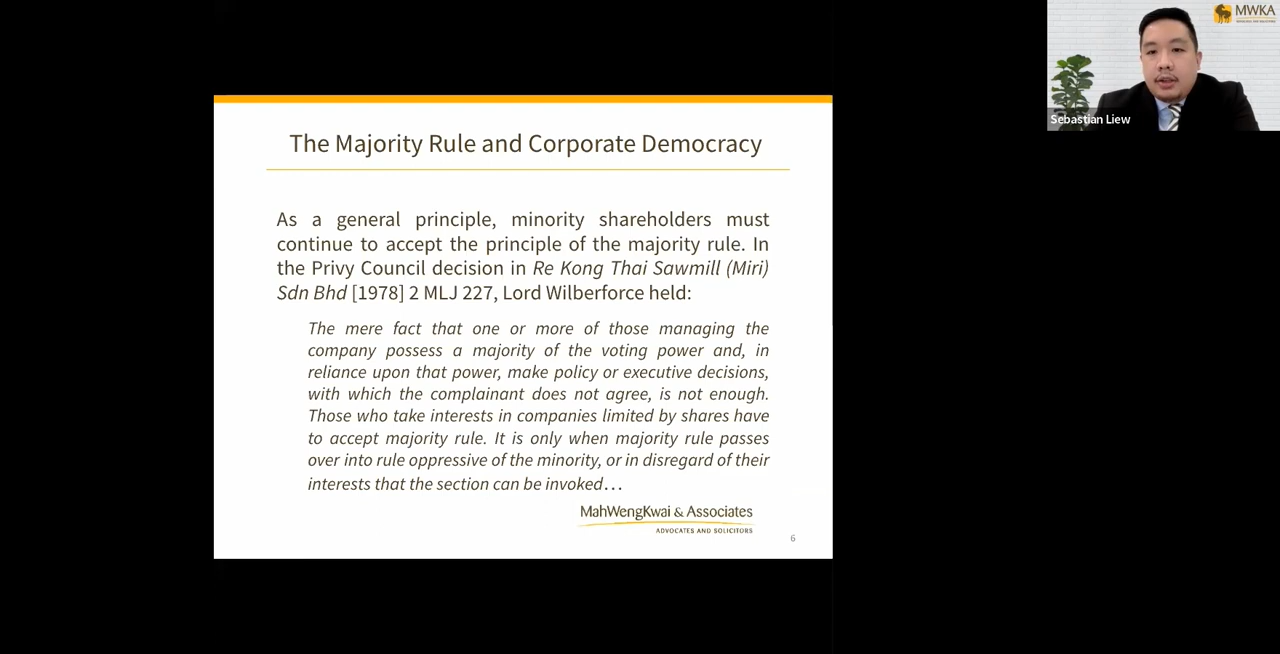 The Majority Rule and Corporate Democracy
As a general principle, minority shareholders must
continue to accept the principle of the majority rule. In
the Privy Council decision in Re Kong Thai Sawmill (Miri)
Sdn Bhd [1978] 2 MLJ 227, Lord Wilberforce held:
The mere fact that one or more of those managing the
company possess a majority of the voting power and, in
reliance upon that power, make policy or executive decisions,
with which the complainant does not agree, is not enough.
Those who take interests in companies limited by shares have
to accept majority rule. It is only when majority rule passes
over into rule oppressive of the minority, or in disregard of their
interests that the section can be invoked…
MahWengKwai & Associates
ADVOCATES AND SOLICITORS
6
MWKA
Sebastian Liew